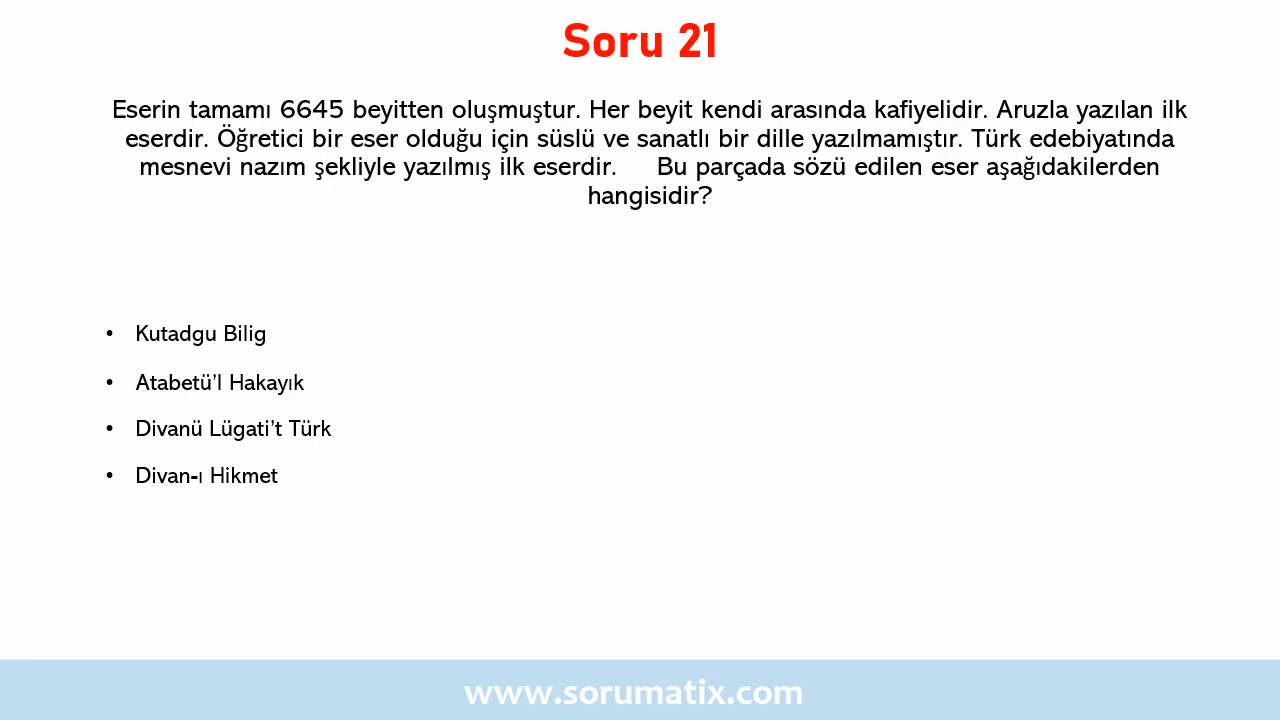 Soru 21
Eserin tamamı 6645 beyitten oluşmuştur. Her beyit kendi arasında kafiyelidir. Aruzla yazılan ilk
eserdir. Öğretici bir eser olduğu için süslü ve sanatlı bir dille yazılmamıştır. Türk edebiyatında
mesnevi nazım şekliyle yazılmış ilk eserdir. Bu parçada sözü edilen eser aşağıdakilerden
hangisidir?
• Kutadgu Bilig
• Atabetü’l Hakayık
• Divanü Lügati’t Türk
• Divan-ı Hikmet
www.sorumatix.com